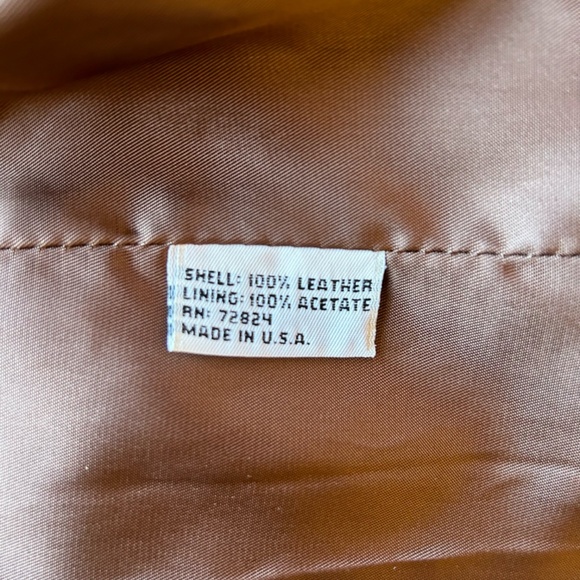 SHELL: 100% LEATHER
LINING: 100% ACETATE
RN: 72824
MADE IN U.S.A.